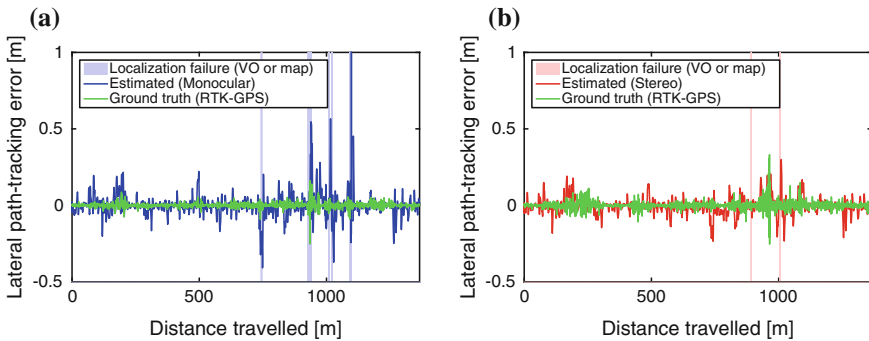 (a)
Lateral path-tracking error [m]
1
0.5
0
-0.5
Localization failure (VO or map)
Estimated (Monocular)
Ground truth (RTK-GPS)
0
500
1000
Distance travelled [m]
(b)
Lateral path-tracking error [m]
1
0.5
0
-0.5
Localization failure (VO or map)
Estimated (Stereo)
Ground truth (RTK-GPS)
0
500
1000
Distance travelled [m]